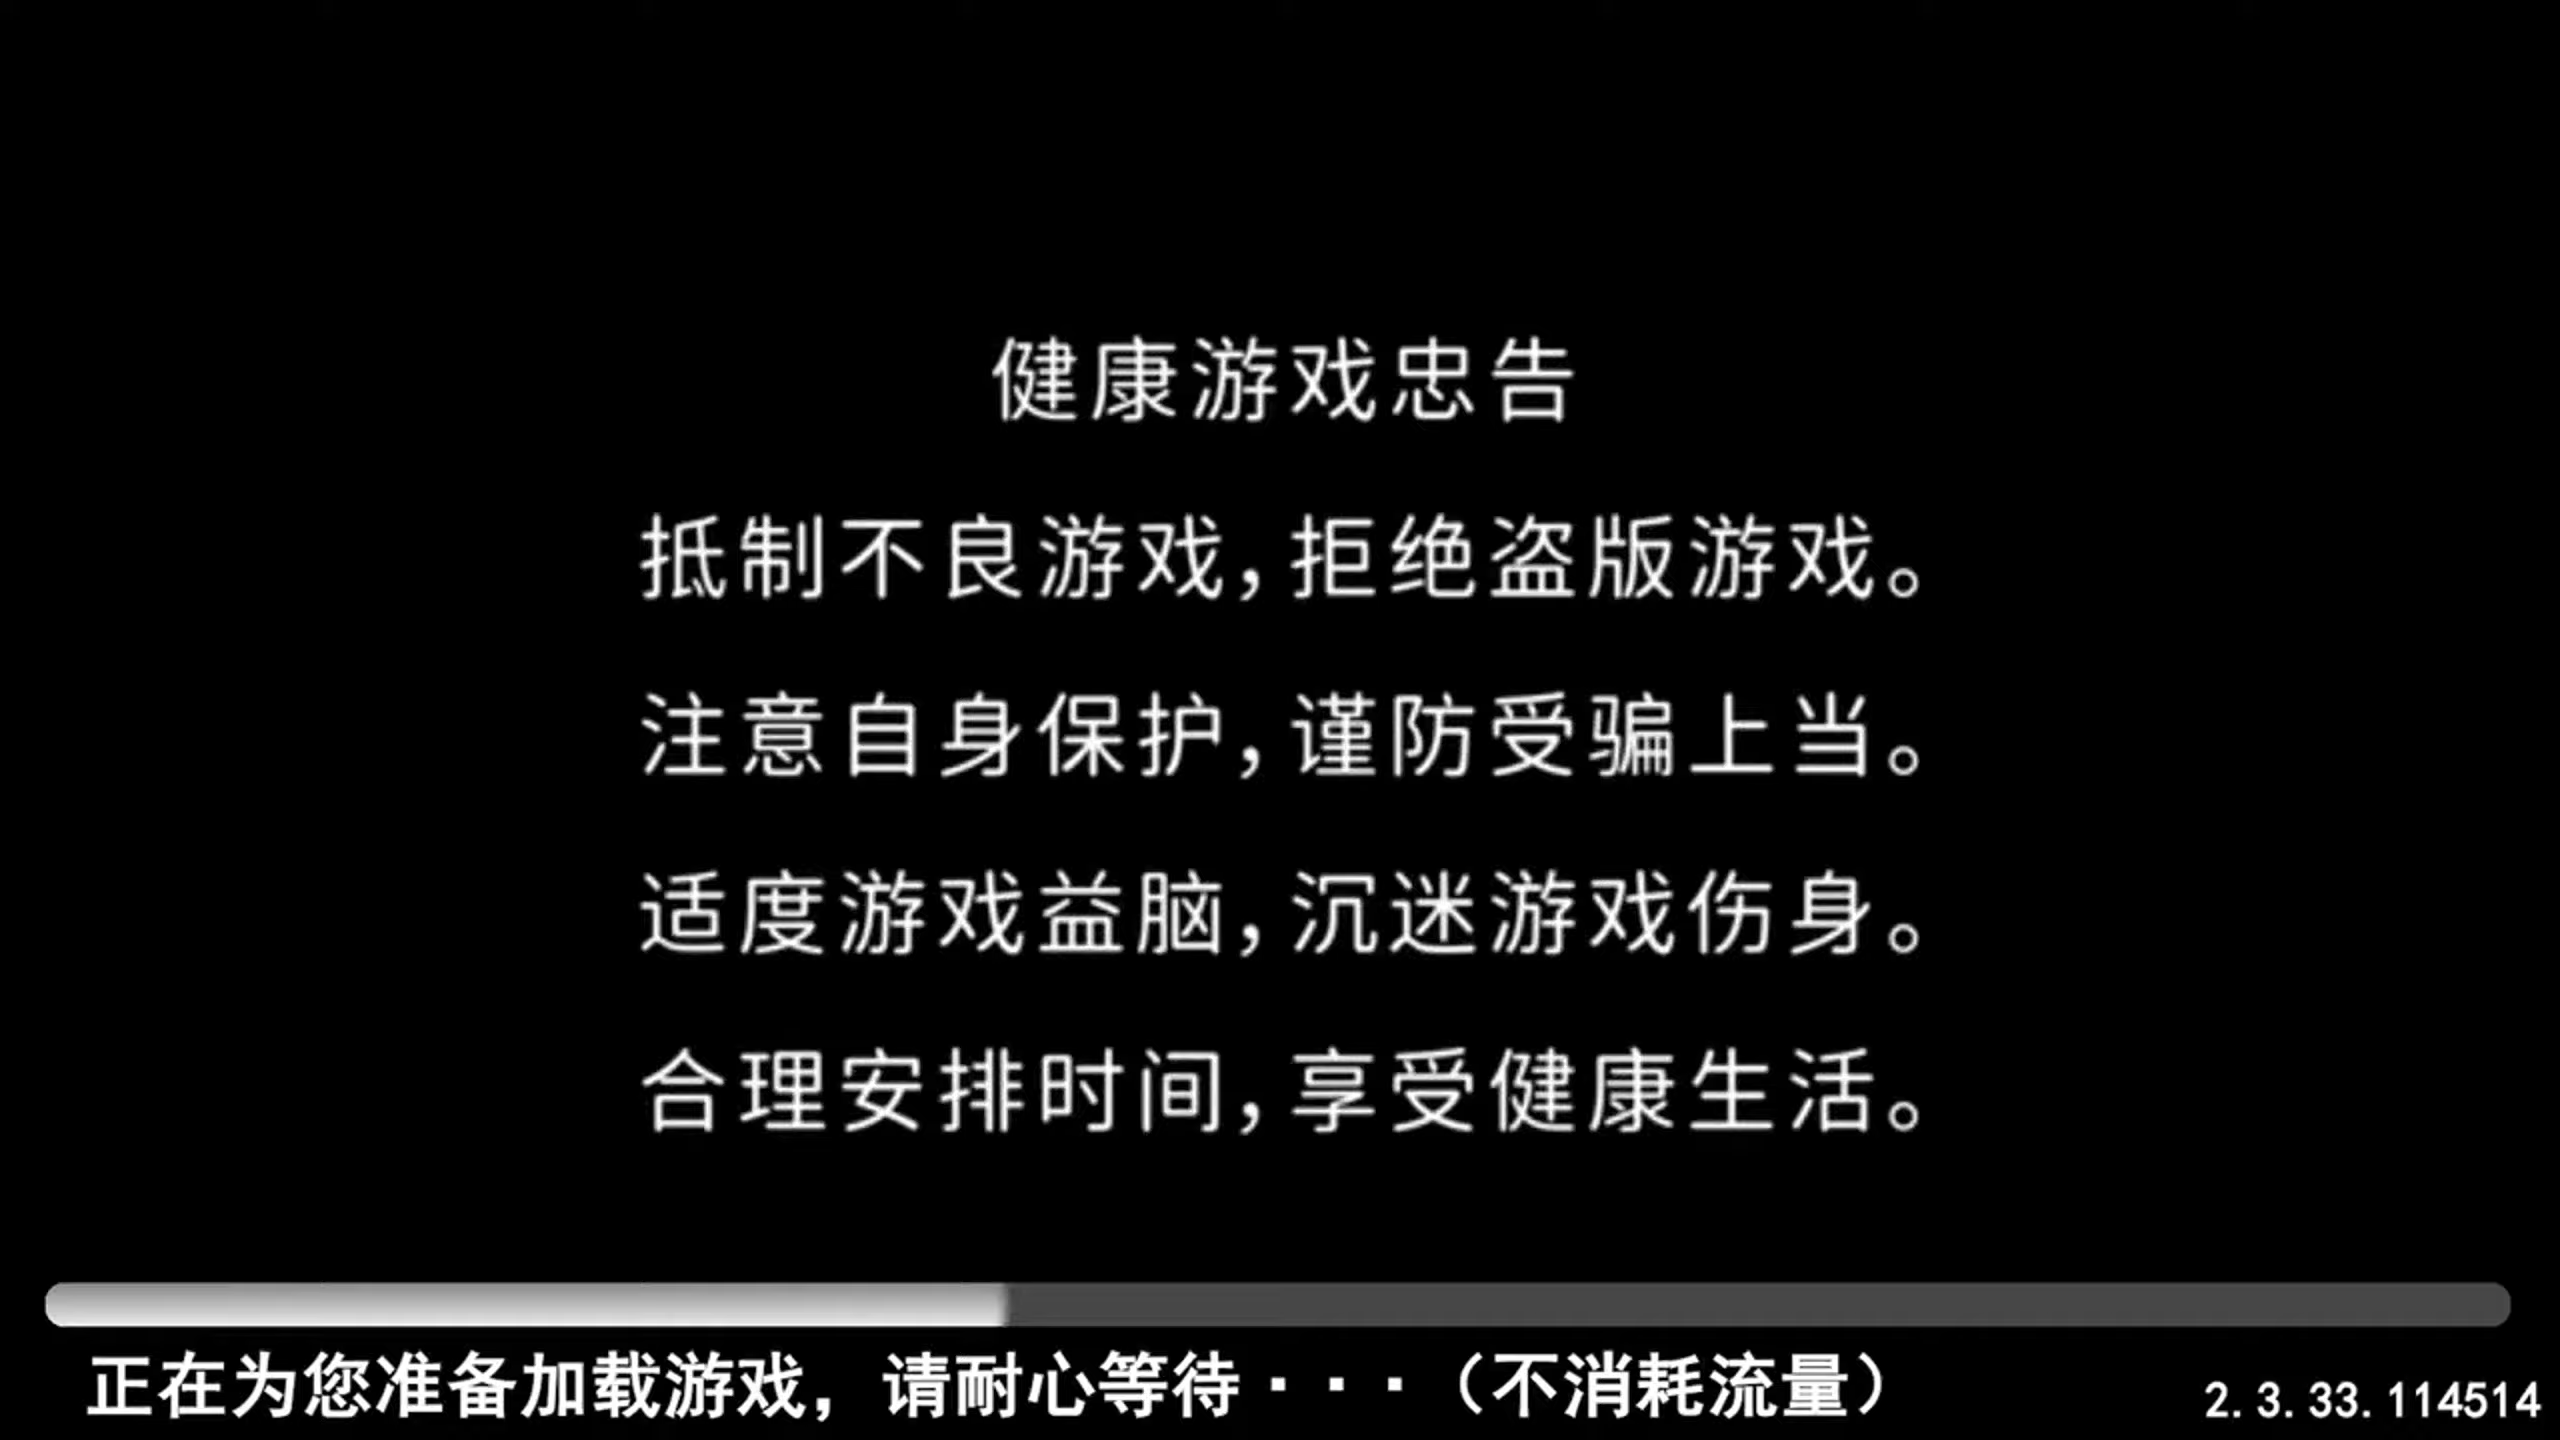 健康游戏忠告
抵制不良游戏，拒绝盗版游戏。
注意自身保护，谨防受骗上当。
适度游戏益脑，沉迷游戏伤身。
合理安排时间，享受健康生活。
正在为您准备加载游戏，请耐心等待···（不消耗流量）
2.3.33.114514